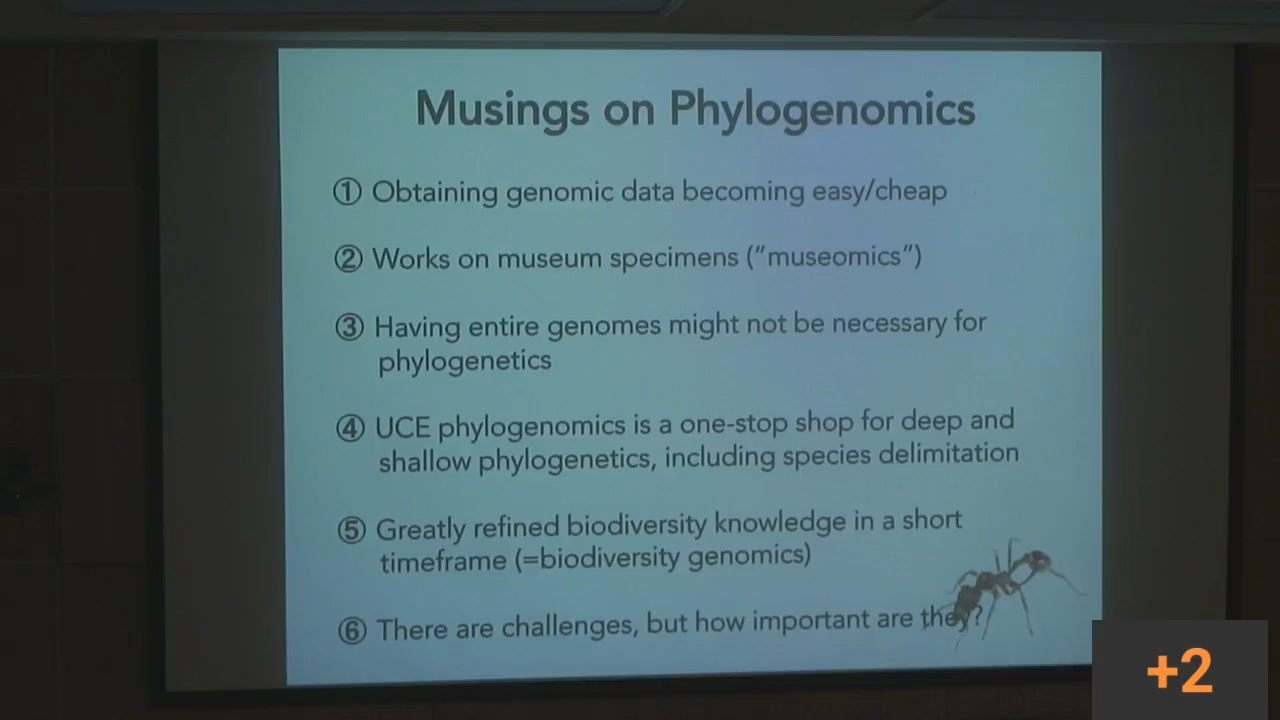 Musings on Phylogenomics
① Obtaining genomic data becoming easy/cheap
② Works on museum specimens ("museomics")
③ Having entire genomes might not be necessary for
phylogenetics
④ UCE phylogenomics is a one-stop shop for deep and
shallow phylogenetics, including species delimitation
⑤ Greatly refined biodiversity knowledge in a short
timeframe (=biodiversity genomics)
⑥ There are challenges, but how important are they?
+2